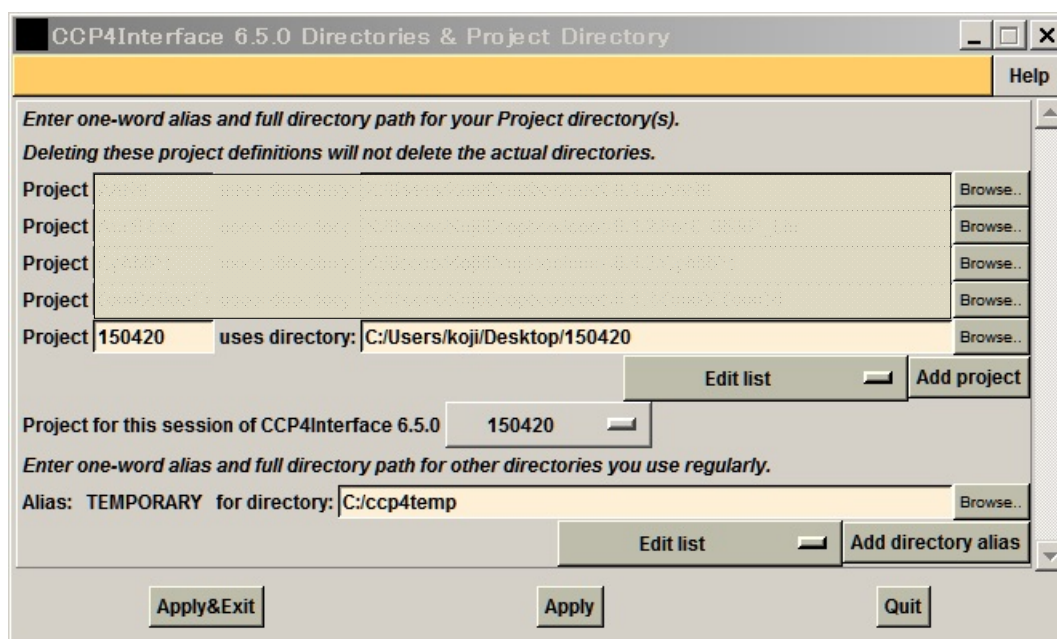 CCP4Interface 6.5.0 Directories & Project Directory
Help
Enter one-word alias and full directory path for your Project directory(s).
Deleting these project definitions will not delete the actual directories.
Project Browse..
Project Browse..
Project Browse..
Project Browse..
Project 150420 uses directory: C:/Users/koji/Desktop/150420 Browse..
Edit list Add project
Project for this session of CCP4Interface 6.5.0 150420
Enter one-word alias and full directory path for other directories you use regularly.
Alias: TEMPORARY for directory: C:/ccp4temp Browse..
Edit list Add directory alias
Apply&Exit Apply Quit